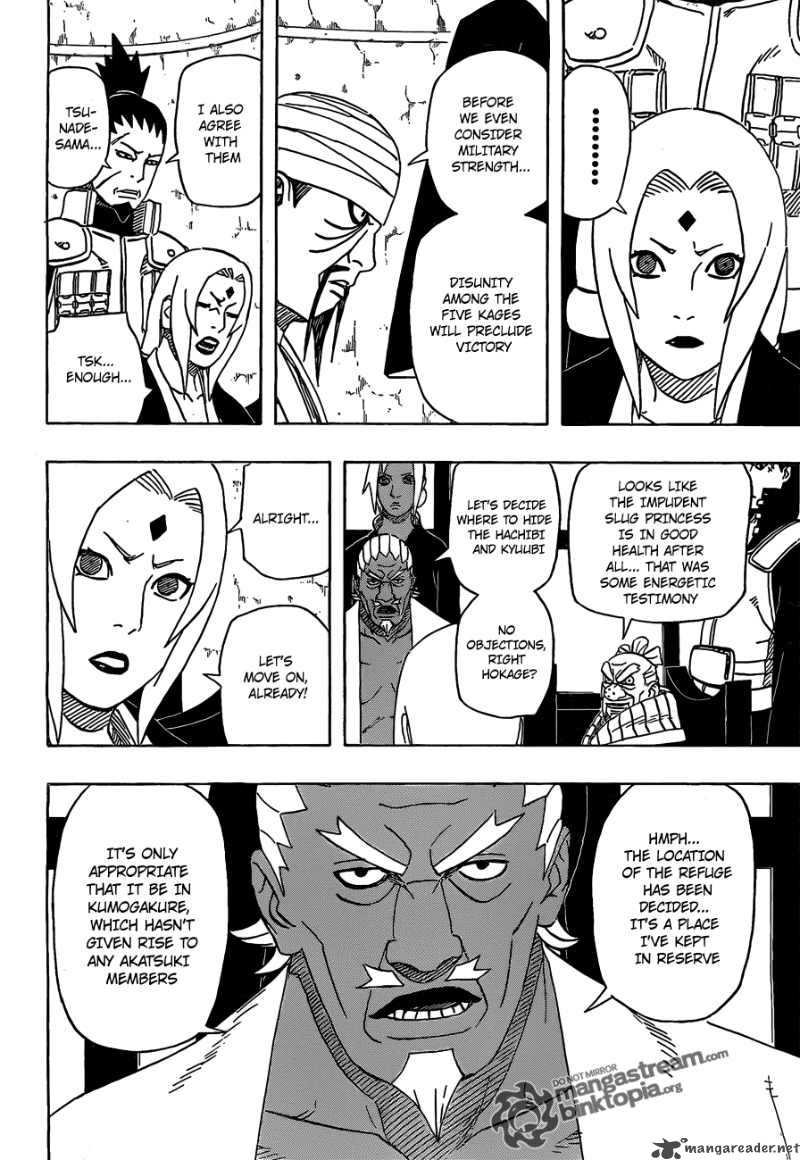 ......
BEFORE
WE EVEN
CONSIDER
MILITARY
STRENGTH...
DISUNITY
AMONG THE
FIVE KAGES
WILL PRECLUDE
VICTORY
I ALSO
AGREE
WITH
THEM
TSU-
NADE-
SAMA...
TSK...
ENOUGH...
LOOKS LIKE
THE IMPUDENT
SLUG PRINCESS
IS IN GOOD
HEALTH AFTER
ALL... THAT WAS
SOME ENERGETIC
TESTIMONY
LET'S DECIDE
WHERE TO HIDE
THE HACHIBI
AND KYUUBI
NO
OBJECTIONS,
RIGHT
HOKAGE?
ALRIGHT...
LET'S
MOVE ON,
ALREADY!
HMPH...
THE LOCATION
OF THE REFUGE
HAS BEEN
DECIDED...
IT'S A PLACE
I'VE KEPT
IN RESERVE
IT'S ONLY
APPROPRIATE
THAT IT BE IN
KUMOGAKURE,
WHICH HASN'T
GIVEN RISE TO
ANY AKATSUKI
MEMBERS
DO NOT MIRROR
mangastream.com
binktopia.org
mangareader.net